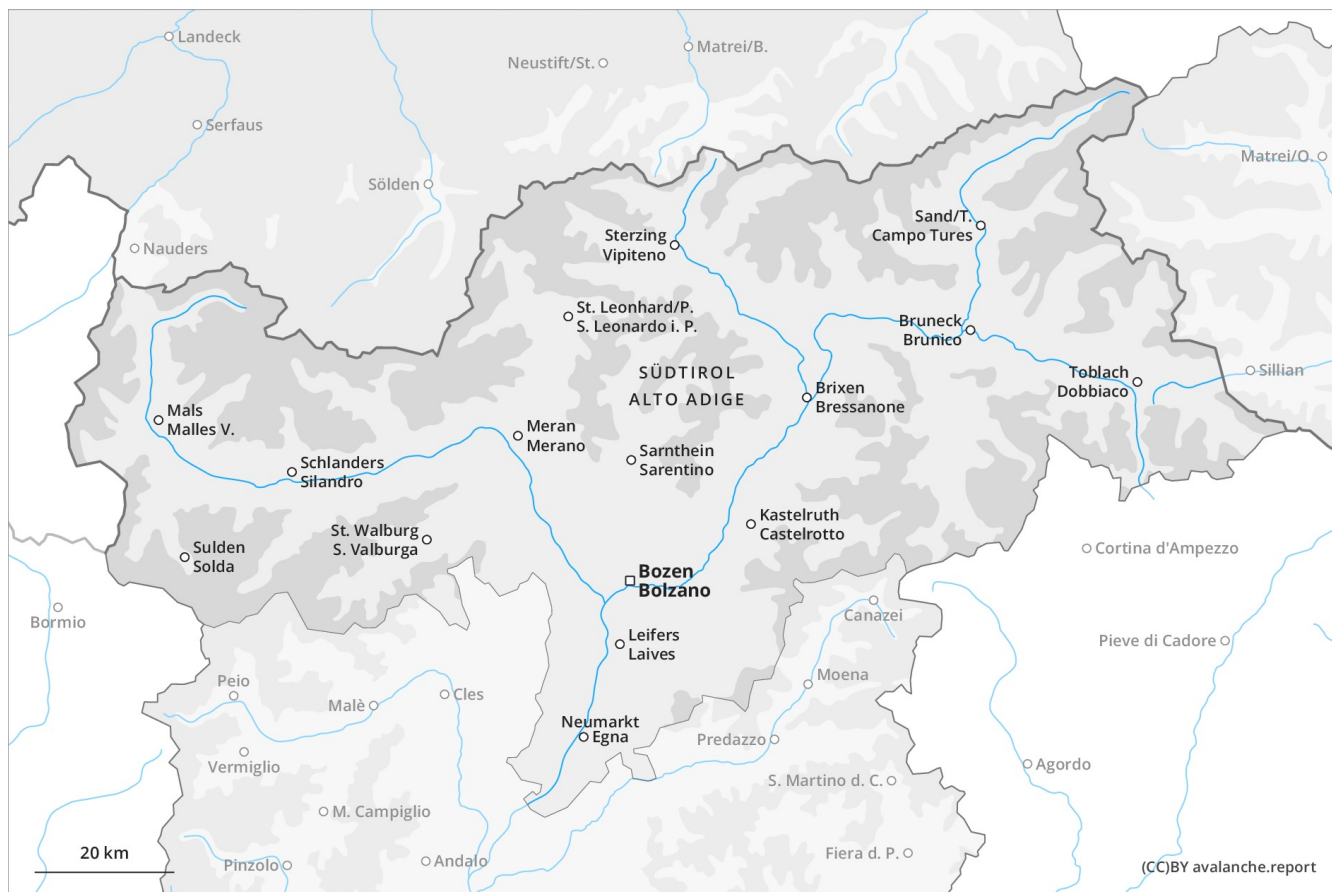 Landeck
Matrei/B.
Neustift/St.
Serfaus
Matrei/O.
Sölden
Sand/T.
Campo Tures
Sterzing
Vipiteno
Nauders
St. Leonhard/P.
S. Leonardo i. P.
Bruneck
Brunico
SÜDTIROL
ALTO ADIGE
Toblach
Dobbiaco
Sillian
Brixen
Bressanone
Mals
Malles V.
Meran
Merano
Sarnthein
Sarentino
Schlanders
Silandro
Kastelruth
Castelrotto
St. Walburg
S. Valburga
Sulden
Solda
Cortina d'Ampezzo
Bozen
Bolzano
Bormio
Canazei
Leifers
Laives
Pieve di Cadore
Peio
Moena
Cles
Malè
Neumarkt
Egna
Predazzo
Vermiglio
Agordo
S. Martino d. C.
M. Campiglio
20 km
Fiera d. P.
Andalo
Pinzolo
(CC)BY avalanche.report